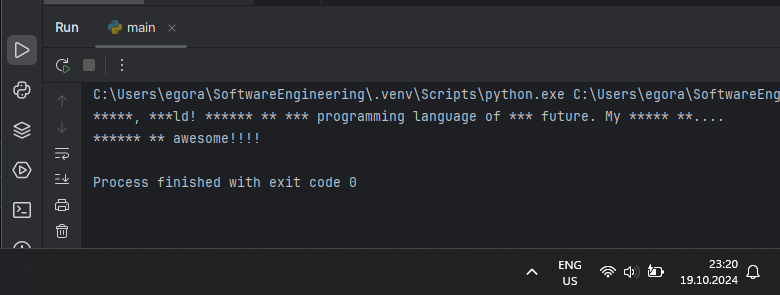 Run main
C:\Users\egora\SoftwareEngineering\.venv\Scripts\python.exe C:\Users\egora\SoftwareEng
*****, ***ld! ****** ** *** programming language of *** future. My ***** **....
****** ** awesome!!!!
Process finished with exit code 0
ENG 23:20
US 19.10.2024